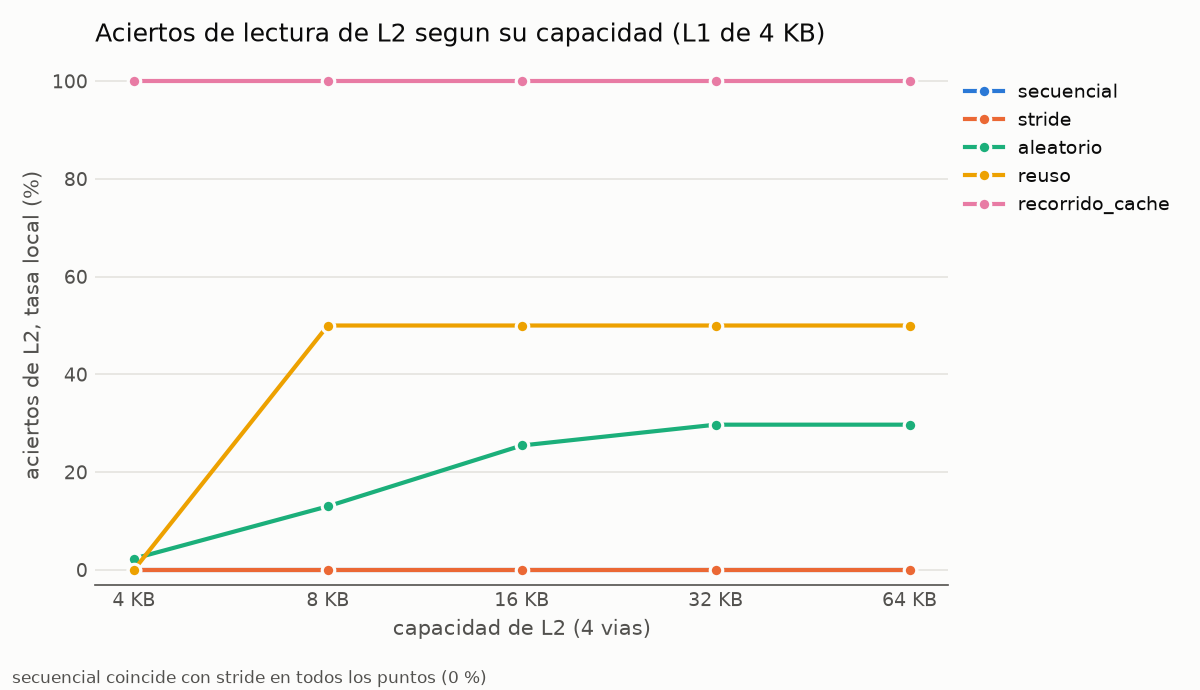 Aciertos de lectura de L2 segun su capacidad (L1 de 4 KB)
aciertos de L2, tasa local (%)
100
80
60
40
20
0
4 KB
8 KB
16 KB
32 KB
64 KB
capacidad de L2 (4 vias)
secuencial
stride
aleatorio
reuso
recorrido_cache
secuencial coincide con stride en todos los puntos (0 %)